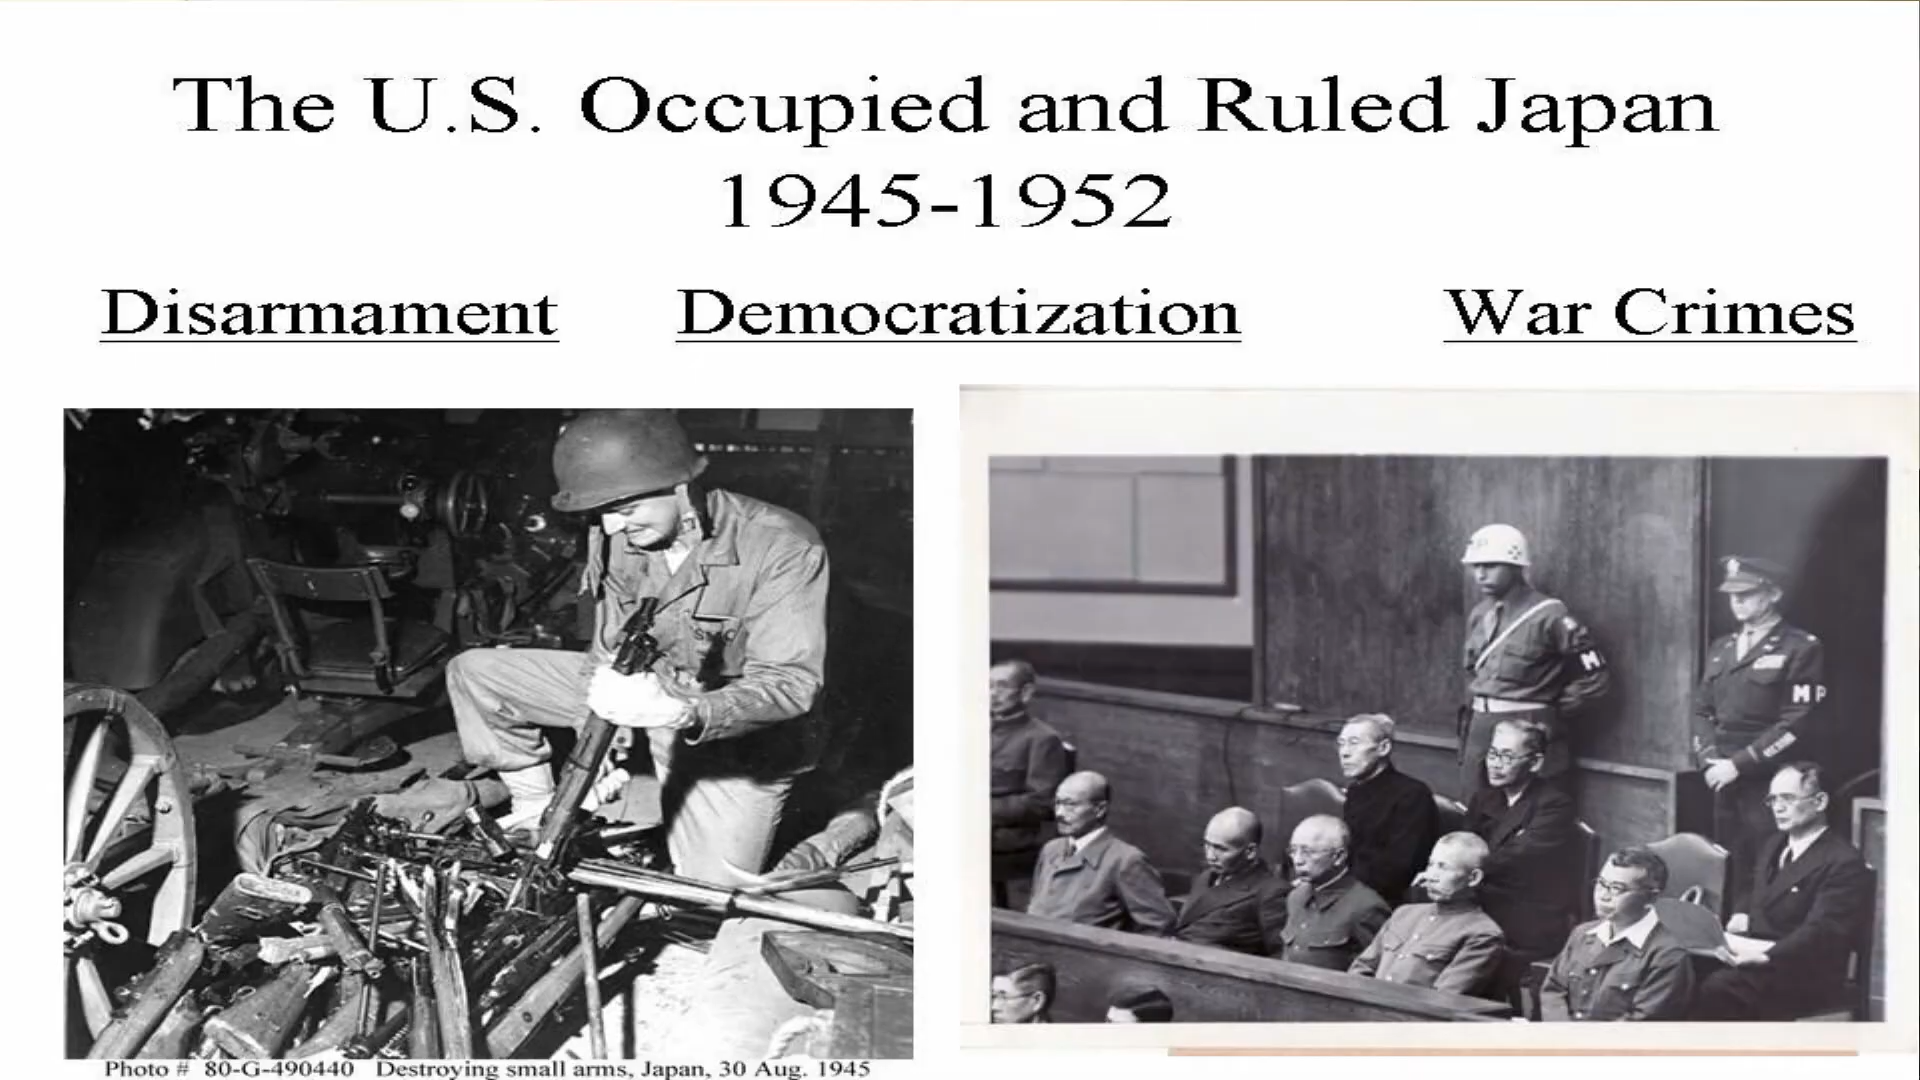 The U.S. Occupied and Ruled Japan
1945-1952
Disarmament Democratization War Crimes
MP
Photo # 80-G-490440 Destroying small arms, Japan, 30 Aug. 1945